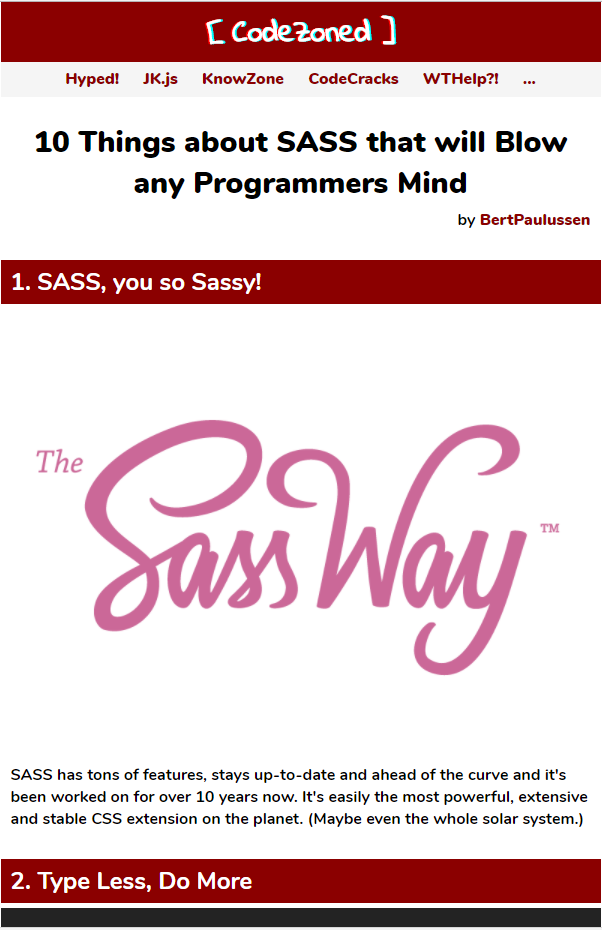 [ CodeZoned ]
Hyped! JK.js KnowZone CodeCracks WTHelp?! ...
10 Things about SASS that will Blow
any Programmers Mind
by BertPaulussen
1. SASS, you so Sassy!
The
Sass Way ™
SASS has tons of features, stays up-to-date and ahead of the curve and it's
been worked on for over 10 years now. It's easily the most powerful, extensive
and stable CSS extension on the planet. (Maybe even the whole solar system.)
2. Type Less, Do More